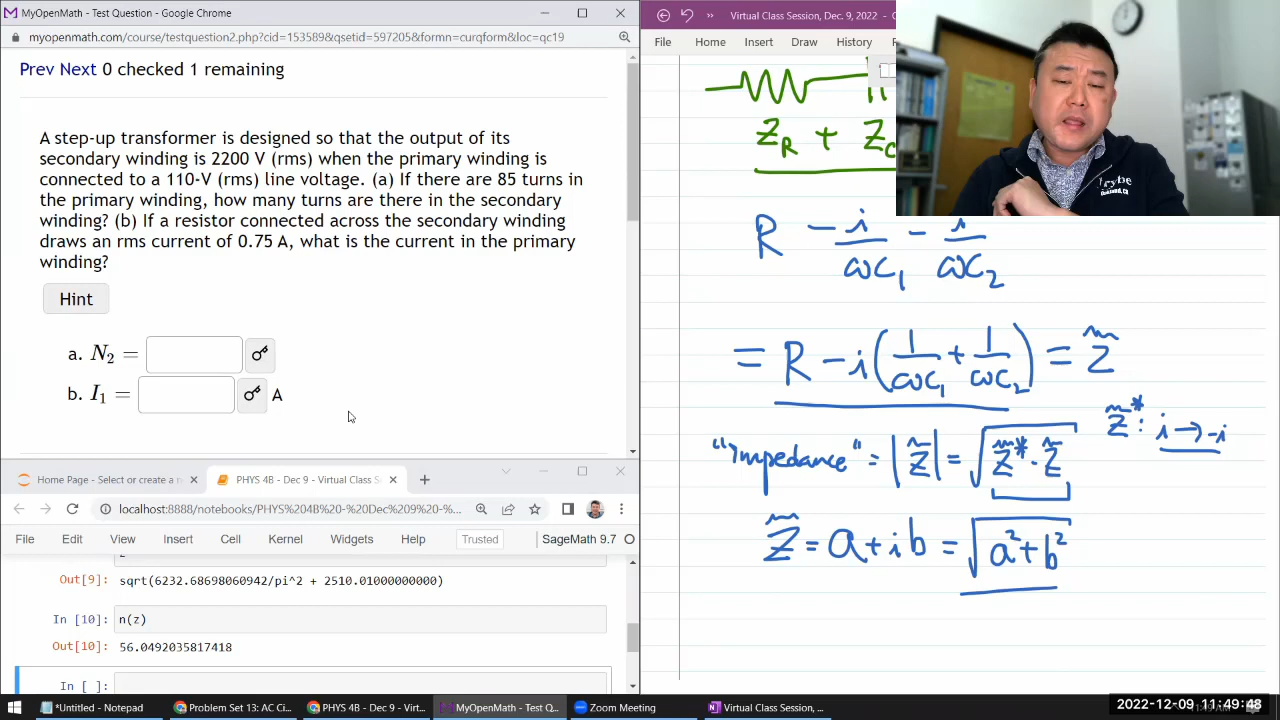 MyOpenMath - Test Question - Google Chrome
myopenmath.com/course/testquestion2.php?cid=153589&qsetid=597205&formn=curqform&loc=qc19
Prev Next 0 checked 1 remaining
A step-up transformer is designed so that the output of its
secondary winding is 2200 V (rms) when the primary winding is
connected to a 110-V (rms) line voltage. (a) If there are 85 turns in
the primary winding, how many turns are there in the secondary
winding? (b) If a resistor connected across the secondary winding
draws an rms current of 0.75 A, what is the current in the primary
winding?
Hint
a. N₂ =
b. I₁ = A
Home Page - Select or create a
PHYS 4B - Dec 9 - Virtual Class S
localhost:8888/notebooks/PHYS%204B%20-%20Dec%209%20-%...
File Edit View Insert Cell Kernel Widgets Help Trusted SageMath 9.7
Out[9]: sqrt(6232.68698060942/pi^2 + 2510.01000000000)
In [10]: n(z)
Out[10]: 56.0492035817418
In [ ]:
Virtual Class Session, Dec. 9, 2022
File Home Insert Draw History
Z_R + Z_C
R - i/ωC₁ - i/ωC₂
= R - i(1/ωC₁ + 1/ωC₂) = z̃
z̃* : i → -i
"Impedance" = |z̃| = √(z̃* · z̃)
z̃ = a + i b = √(a² + b²)
*Untitled - Notepad
Problem Set 13: AC Ci...
PHYS 4B - Dec 9 - Virt...
MyOpenMath - Test Q...
Zoom Meeting
Virtual Class Session, ...
2022-12-09 11:49:48